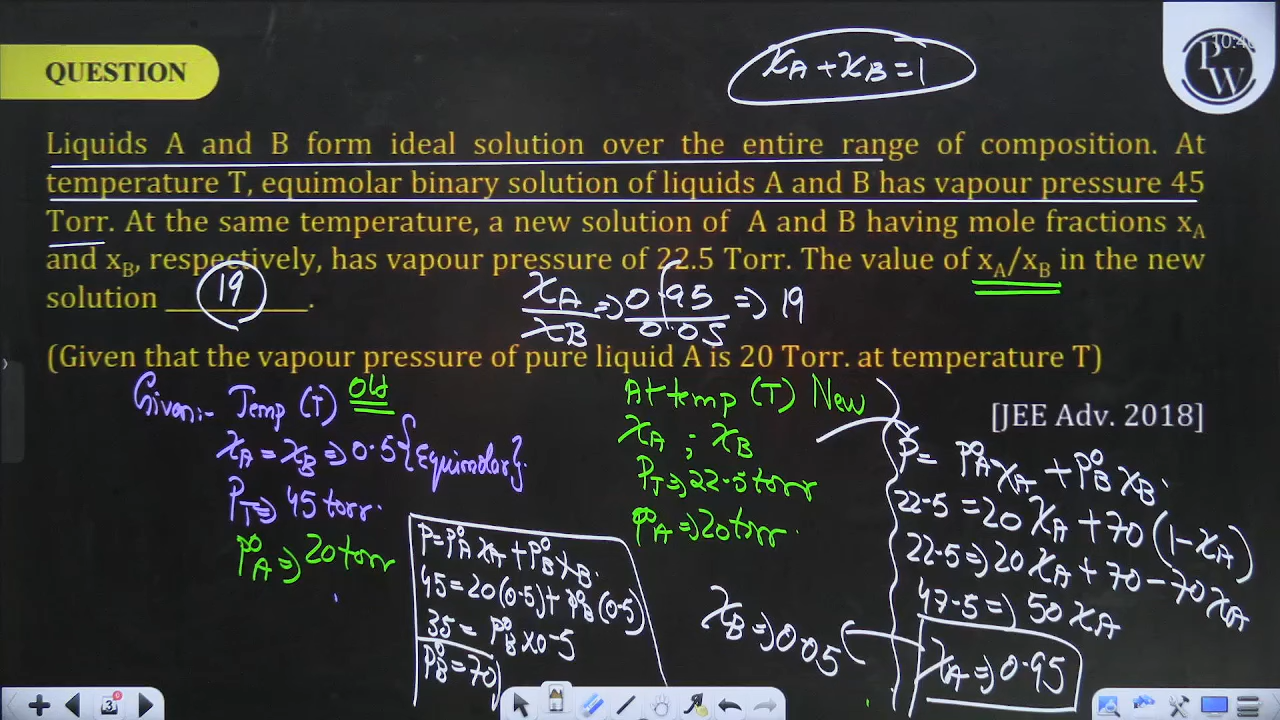 10:40
PW
QUESTION
xA + xB = 1
Liquids A and B form ideal solution over the entire range of composition. At
temperature T, equimolar binary solution of liquids A and B has vapour pressure 45
Torr. At the same temperature, a new solution of A and B having mole fractions xA
and xB, respectively, has vapour pressure of 22.5 Torr. The value of xA/xB in the new
solution ________.
19
xA/xB => 0.95/0.05 => 19
(Given that the vapour pressure of pure liquid A is 20 Torr. at temperature T)
[JEE Adv. 2018]
Given:- Temp (T) Old
xA = xB => 0.5 {Equimolar}.
PT => 45 torr.
P°A => 20 torr
P = P°A xA + P°B xB.
45 = 20(0.5) + P°B (0.5)
35 = P°B x 0.5
P°B = 70
At temp (T) New
xA ; xB
PT => 22.5 torr
P°A => 20 torr.
xB => 0.05
P = P°A xA + P°B xB.
22.5 = 20 xA + 70 (1 - xA)
22.5 => 20 xA + 70 - 70 xA
47.5 => 50 xA
xA => 0.95
3
6